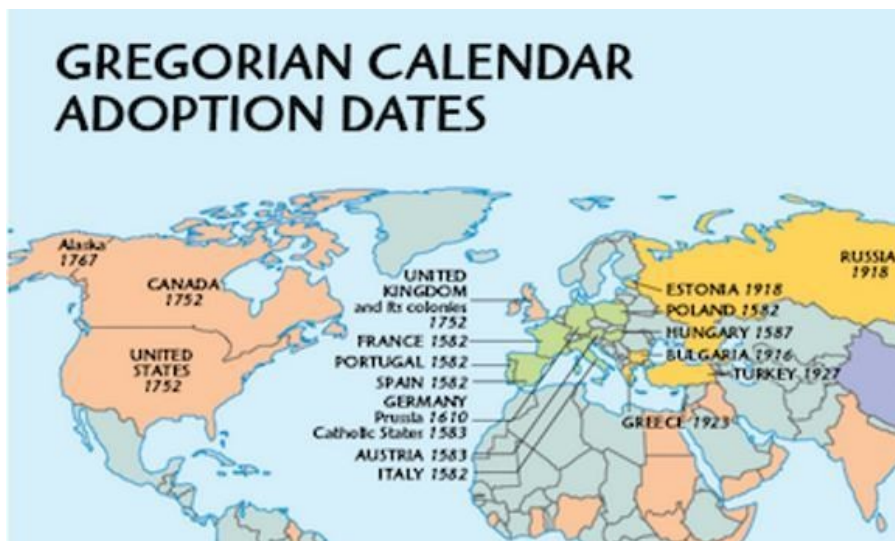 GREGORIAN CALENDAR
ADOPTION DATES
Alaska
1767
CANADA
1752
UNITED
STATES
1752
UNITED
KINGDOM
and Its colonies
1752
FRANCE 1582
PORTUGAL 1582
SPAIN 1582
GERMANY
Prussia 1610
Catholic States 1583
AUSTRIA 1583
ITALY 1582
RUSSIA
1918
ESTONIA 1918
POLAND 1582
HUNGARY 1587
BULGARIA 1916
TURKEY 1927
GREECE 1923